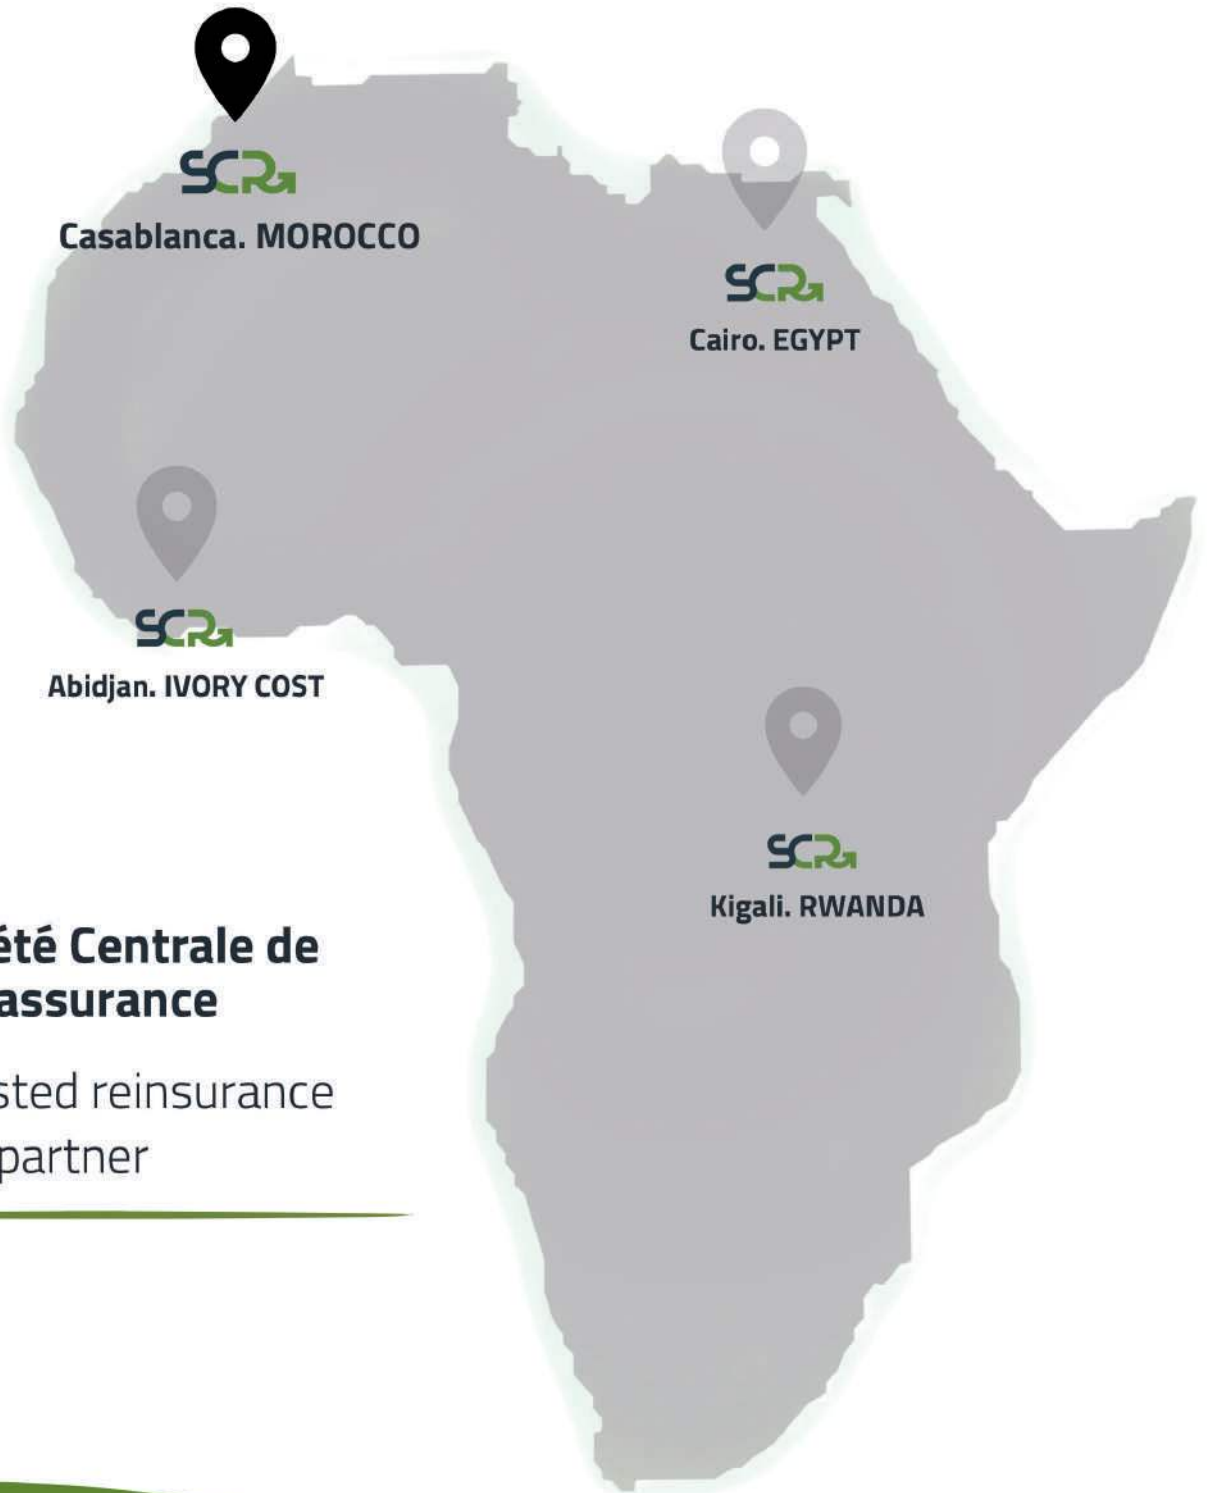 SCR
Casablanca. MOROCCO
SCR
Cairo. EGYPT
SCR
Abidjan. IVORY COST
SCR
Kigali. RWANDA
été Centrale de
assurance
sted reinsurance
partner